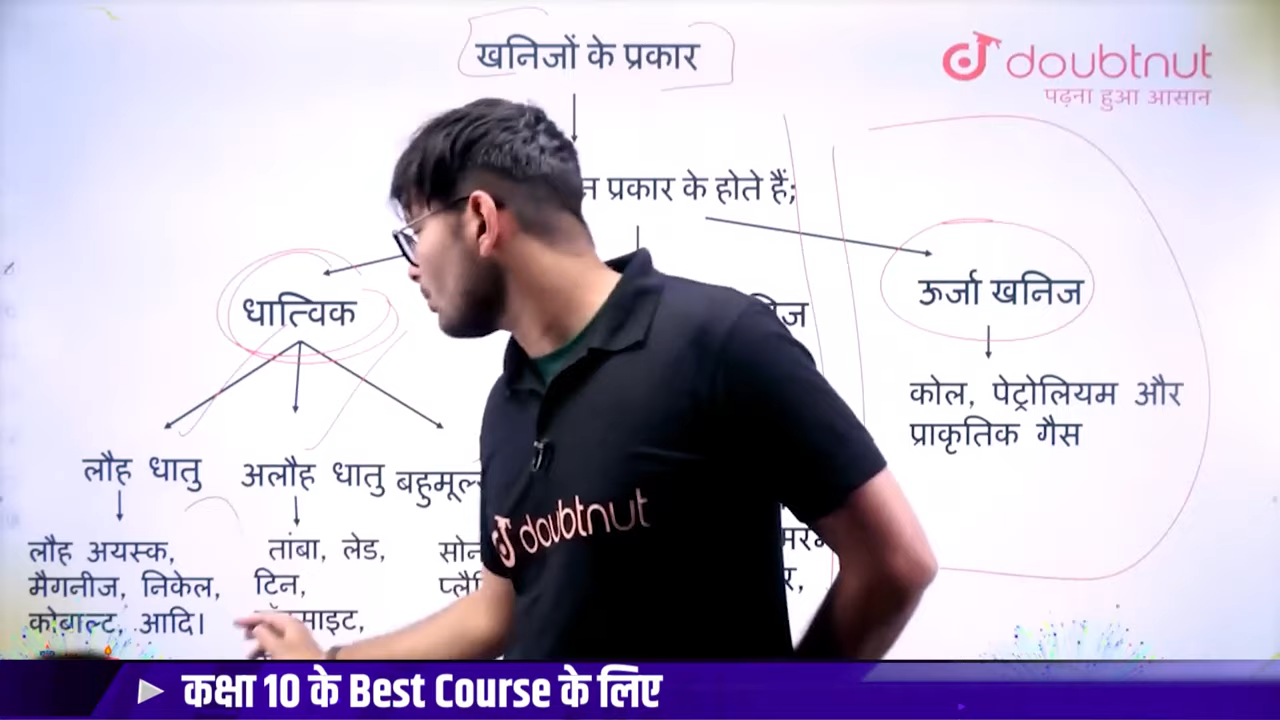 खनिजों के प्रकार
doubtnut
पढ़ना हुआ आसान
प्रकार के होते हैं;
धात्विक
ऊर्जा खनिज
कोल, पेट्रोलियम और
प्राकृतिक गैस
लौह धातु
अलौह धातु
लौह अयस्क,
मैगनीज, निकेल,
कोबाल्ट, आदि।
तांबा, लेड,
टिन,
doubtnut
कक्षा 10 के Best Course के लिए